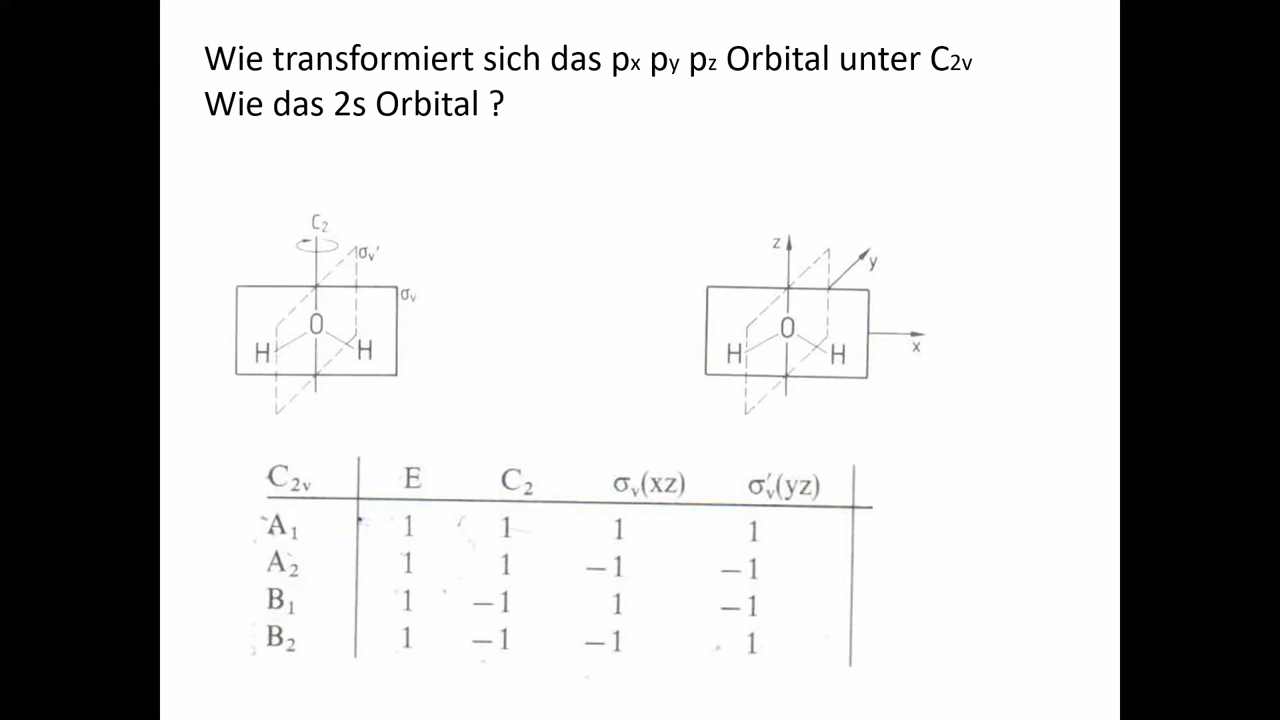 Wie transformiert sich das px py pz Orbital unter C2v
Wie das 2s Orbital ?
C₂
σᵥ'
σᵥ
O
H H
z
y
O
H H
x
C₂ᵥ E C₂ σᵥ(xz) σ'ᵥ(yz)
A₁ 1 1 1 1
A₂ 1 1 −1 −1
B₁ 1 −1 1 −1
B₂ 1 −1 −1 1